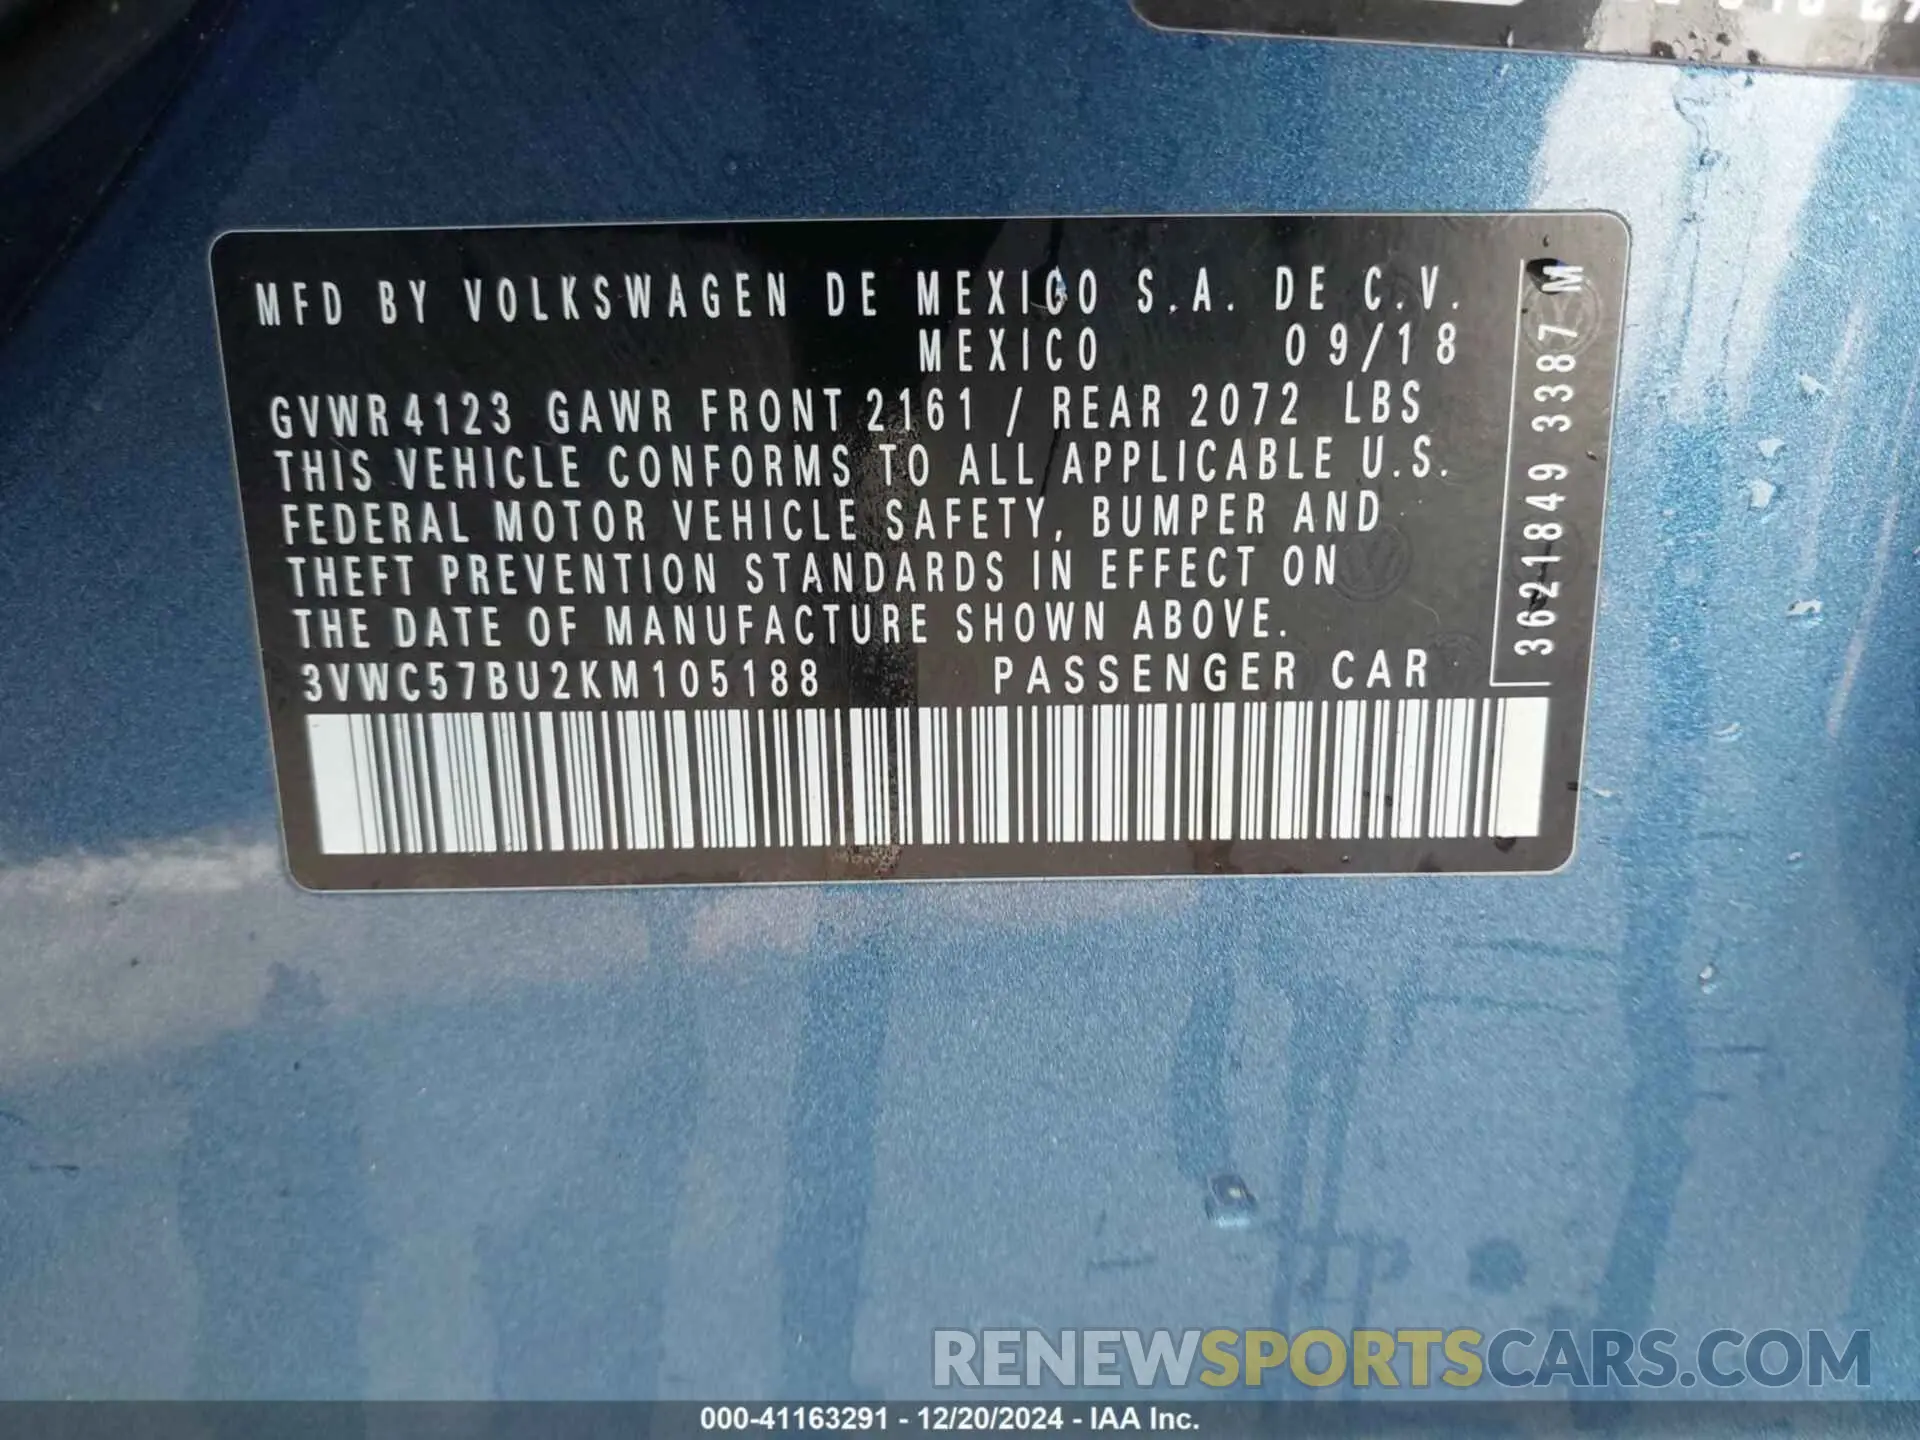 MFD BY VOLKSWAGEN DE MEXICO S.A. DE C.V.
MEXICO 09/18
GVWR 4123 GAWR FRONT 2161 / REAR 2072 LBS
THIS VEHICLE CONFORMS TO ALL APPLICABLE U.S.
FEDERAL MOTOR VEHICLE SAFETY, BUMPER AND
THEFT PREVENTION STANDARDS IN EFFECT ON
THE DATE OF MANUFACTURE SHOWN ABOVE.
3VWC57BU2KM105188 PASSENGER CAR
3621849 3387 M
RENEWSPORTSCARS.COM
000-41163291 - 12/20/2024 - IAA Inc.